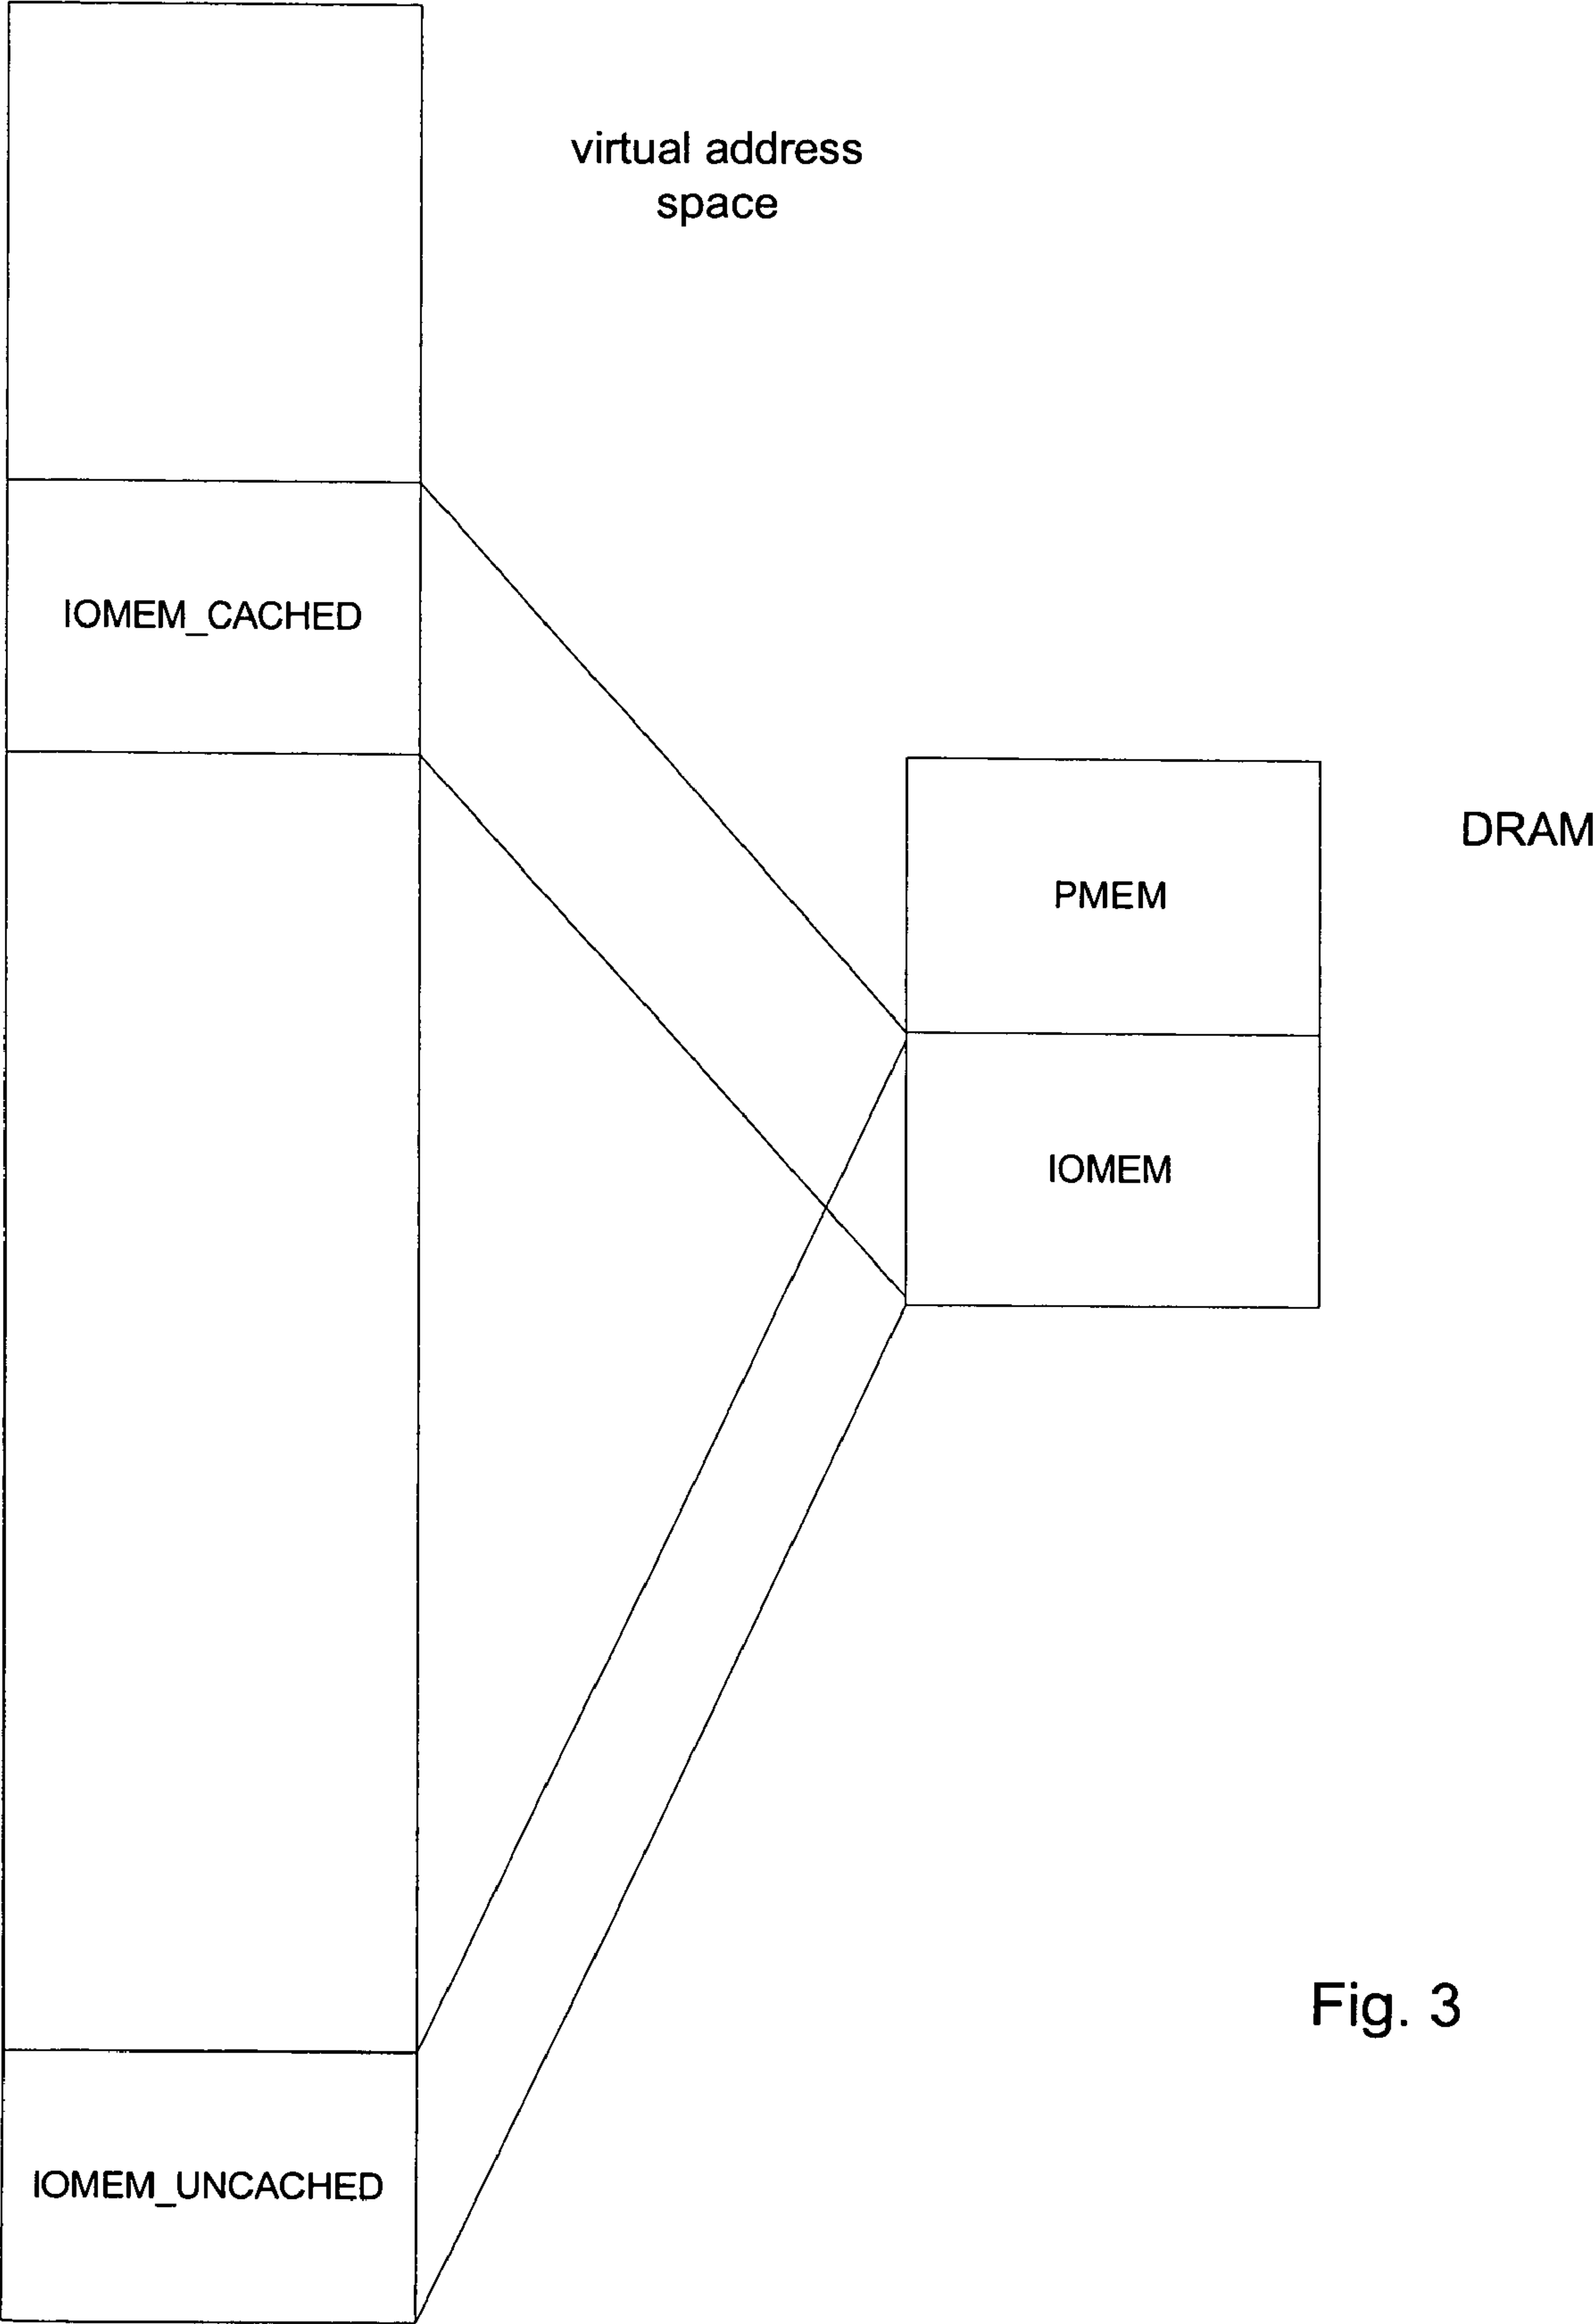 virtual address
space
IOMEM_CACHED
DRAM
PMEM
IOMEM
Fig. 3
IOMEM_UNCACHED